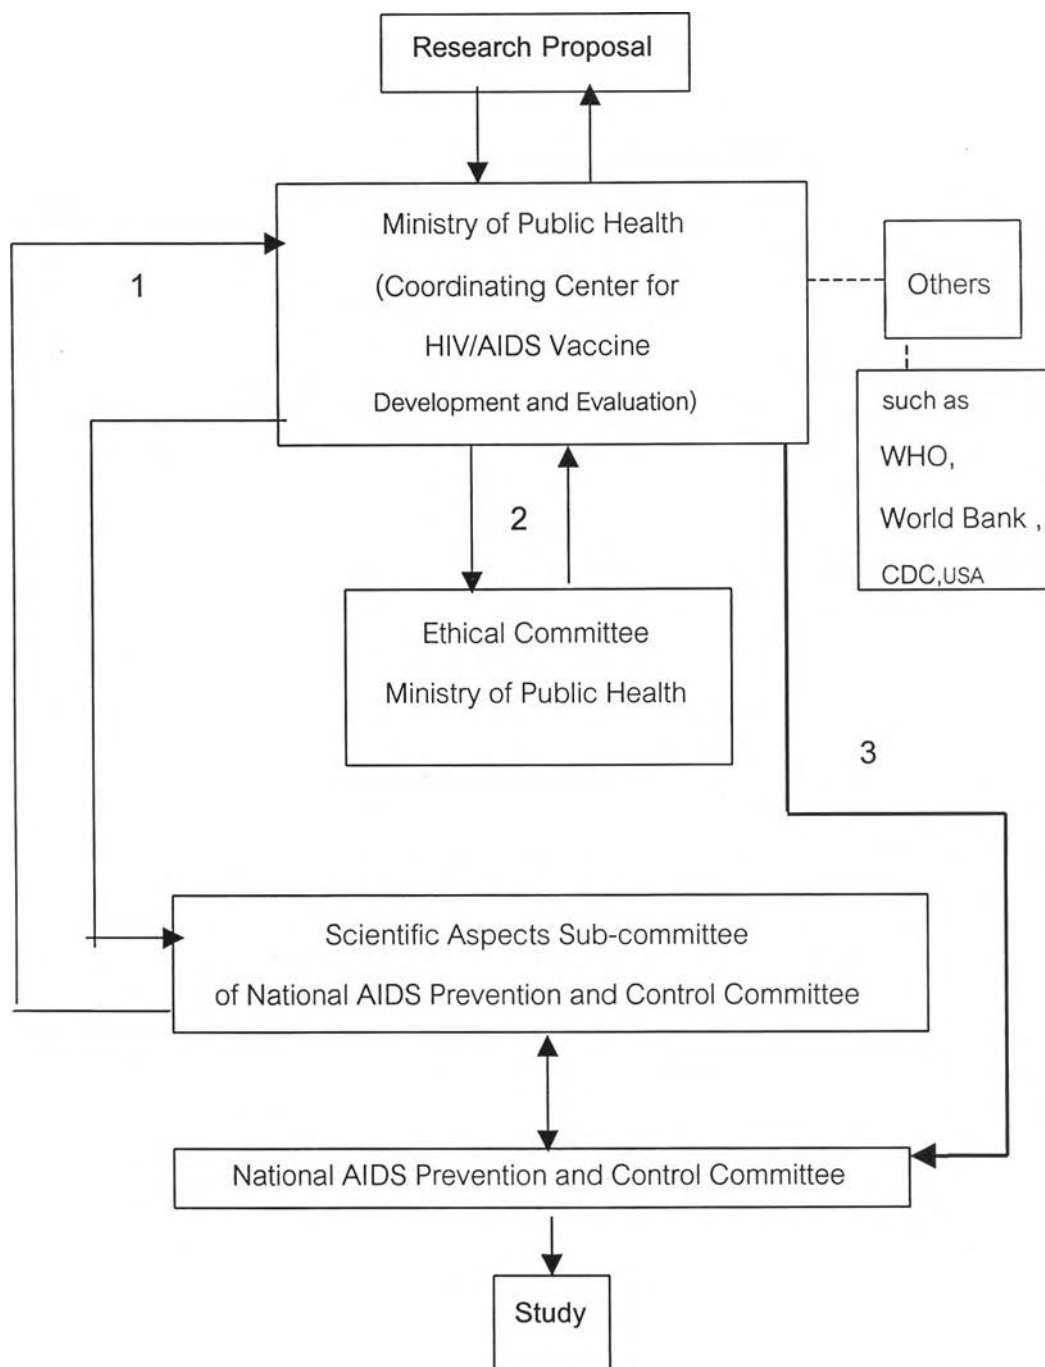 Research Proposal
Ministry of Public Health
(Coordinating Center for
HIV/AIDS Vaccine
Development and Evaluation)
1
Others
such as
WHO,
World Bank ,
CDC,USA
2
Ethical Committee
Ministry of Public Health
3
Scientific Aspects Sub-committee
of National AIDS Prevention and Control Committee
National AIDS Prevention and Control Committee
Study